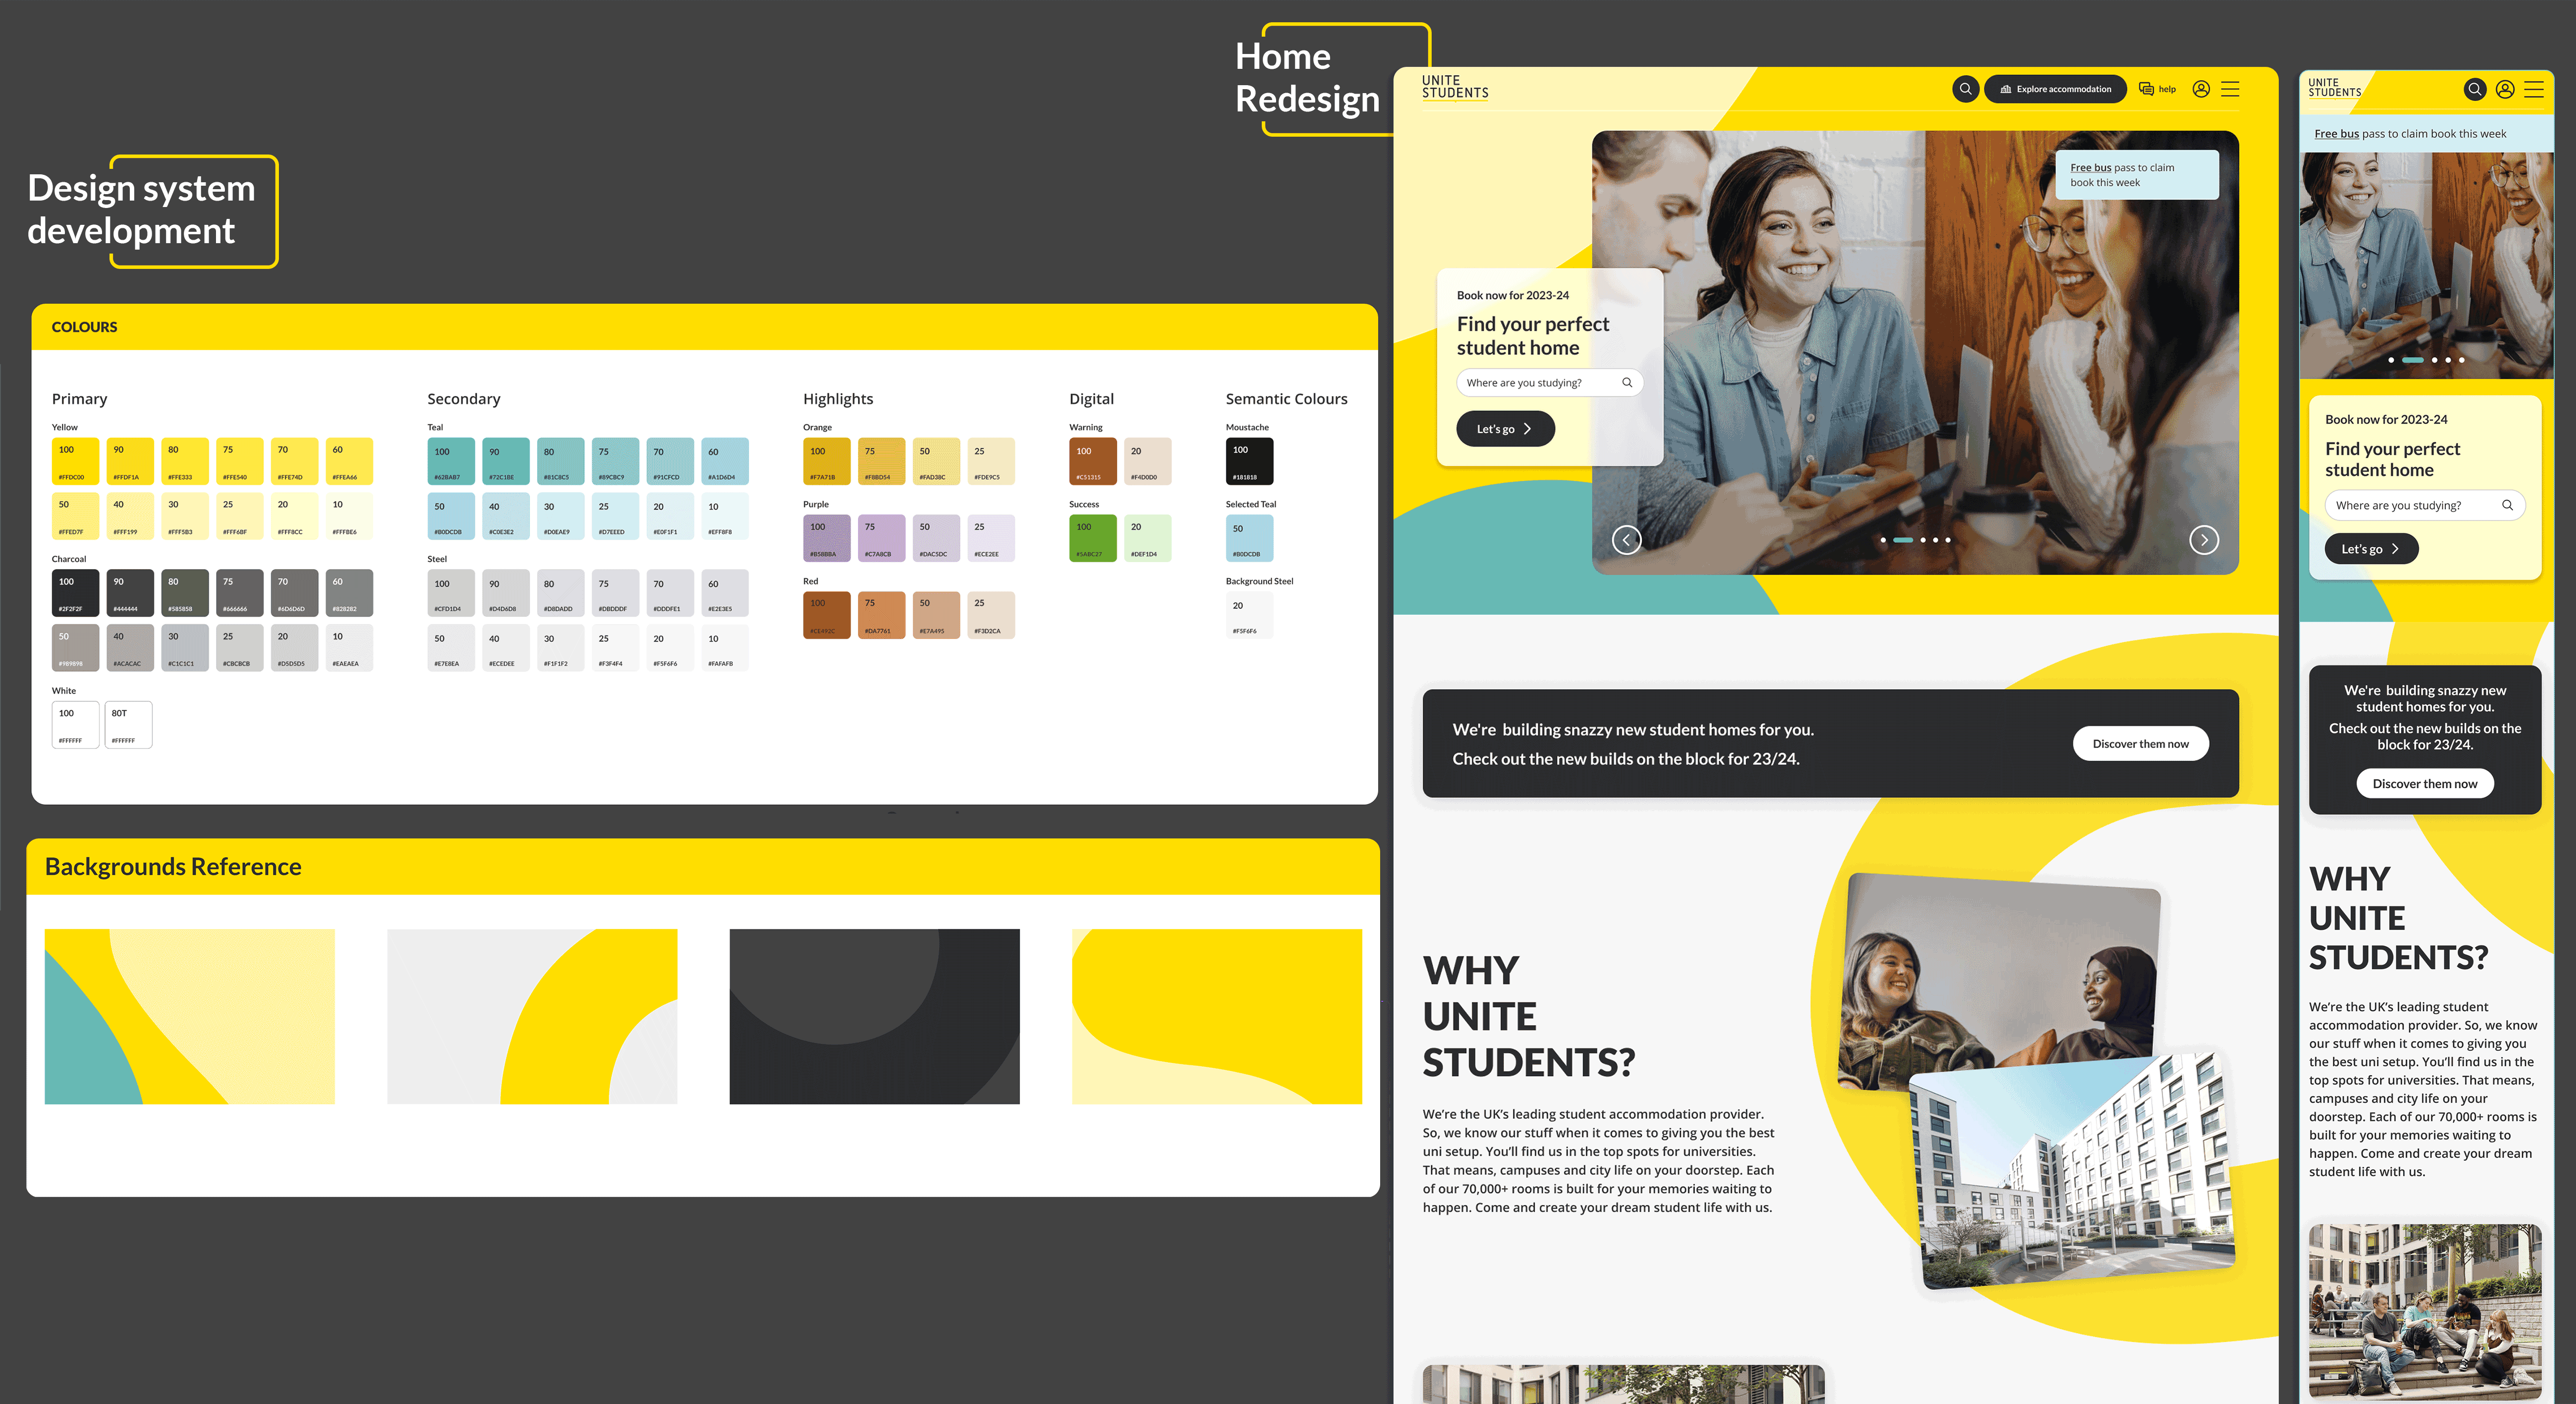 Design system
development
COLOURS
Primary
Yellow
100 90 80 75 70 60
#FFDC00 #FFDF1A #FFE333 #FFE540 #FFE74D #FFEA66
50 40 30 25 20 10
#FFED7F #FFF199 #FFF5B3 #FFF6BF #FFF8CC #FFFBE6
Charcoal
100 90 80 75 70 60
#2F2F2F #444444 #585858 #666666 #6D6D6D #828282
50 40 30 25 20 10
#989898 #ACACAC #C1C1C1 #CBCBCB #D5D5D5 #EAEAEA
White
100 80T
#FFFFFF #FFFFFF
Secondary
Teal
100 90 80 75 70 60
#62BAB7 #72C1BE #81C8C5 #89CBC9 #91CFCD #A1D6D4
50 40 30 25 20 10
#B0DCDB #C0E3E2 #D0EAE9 #D7EEED #E0F1F1 #EFF8F8
Steel
100 90 80 75 70 60
#CFD1D4 #D4D6D8 #D8DADD #DBDDDF #DDDFE1 #E2E3E5
50 40 30 25 20 10
#E7E8EA #ECEDEE #F1F1F2 #F3F4F4 #F5F6F6 #FAFAFB
Highlights
Orange
100 75 50 25
#F7A71B #F8BD54 #FAD38C #FDE9C5
Purple
100 75 50 25
#B58BBA #C7A8CB #DAC5DC #ECE2EE
Red
100 75 50 25
#CE492C #DA7761 #E7A495 #F3D2CA
Digital
Warning
100 20
#C51315 #F4D0D0
Success
100 20
#5ABC27 #DEF1D4
Semantic Colours
Moustache
100
#181818
Selected Teal
50
#B0DCDB
Background Steel
20
#F5F6F6
Backgrounds Reference
Home
Redesign
UNITE
STUDENTS
Explore accommodation
help
Free bus pass to claim
book this week
Book now for 2023-24
Find your perfect
student home
Where are you studying?
Let's go
We're building snazzy new student homes for you.
Check out the new builds on the block for 23/24.
Discover them now
WHY
UNITE
STUDENTS?
We're the UK's leading student accommodation provider.
So, we know our stuff when it comes to giving you the best
uni setup. You'll find us in the top spots for universities.
That means, campuses and city life on your doorstep. Each
of our 70,000+ rooms is built for your memories waiting to
happen. Come and create your dream student life with us.
UNITE
STUDENTS
Free bus pass to claim book this week
Book now for 2023-24
Find your perfect
student home
Where are you studying?
Let's go
We're building snazzy new
student homes for you.
Check out the new builds on the
block for 23/24.
Discover them now
WHY
UNITE
STUDENTS?
We're the UK's leading student
accommodation provider. So, we know
our stuff when it comes to giving you
the best uni setup. You'll find us in the
top spots for universities. That means,
campuses and city life on your
doorstep. Each of our 70,000+ rooms is
built for your memories waiting to
happen. Come and create your dream
student life with us.